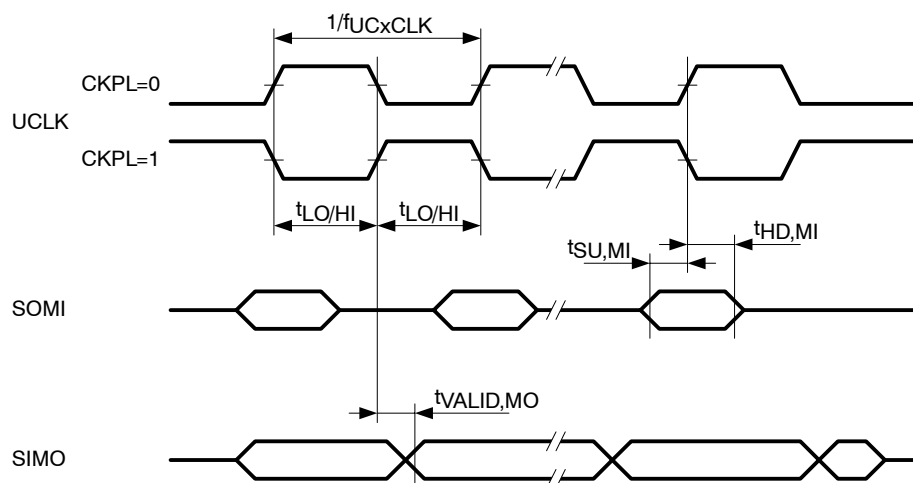 1/fUCxCLK
CKPL=0
UCLK
CKPL=1
tLO/HI tLO/HI
tHD,MI
tSU,MI
SOMI
tVALID,MO
SIMO